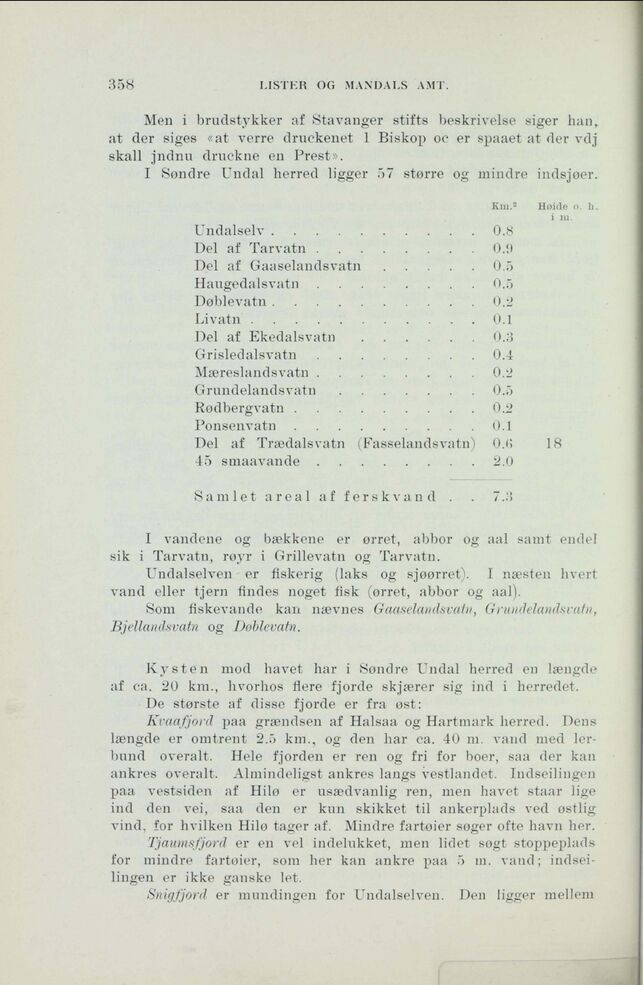 358 LISTER OG MANDALS AMT.
Men i brudstykker af Stavanger stifts beskrivelse siger han,
at der siges «at verre druckenet 1 Biskop oc er spaaet at der vdj
skall jndnu druckne en Prest».
I Søndre Undal herred ligger 57 større og mindre indsjøer.
Km.² Høide o. h.
i m.
Undalselv . . . . . . . . . . 0.8
Del af Tarvatn . . . . . . . . 0.9
Del af Gaaselandsvatn . . . . . 0.5
Haugedalsvatn . . . . . . . . 0.5
Døblevatn . . . . . . . . . . 0.2
Livatn . . . . . . . . . . . 0.1
Del af Ekedalsvatn . . . . . . 0.3
Grisledalsvatn . . . . . . . . 0.4
Mæreslandsvatn . . . . . . . . 0.2
Grundelandsvatn . . . . . . . 0.5
Rødbergvatn . . . . . . . . . 0.2
Ponsenvatn . . . . . . . . . 0.1
Del af Trædalsvatn (Fasselandsvatn) 0.6 18
45 smaavande . . . . . . . . 2.0
Samlet areal af ferskvand . . 7.3
I vandene og bækkene er ørret, abbor og aal samt endel
sik i Tarvatn, røyr i Grillevatn og Tarvatn.
Undalselven er fiskerig (laks og sjøørret). I næsten hvert
vand eller tjern findes noget fisk (ørret, abbor og aal).
Som fiskevande kan nævnes Gaaselandsvatn, Grundelandsvatn,
Bjellandsvatn og Døblevatn.
Kysten mod havet har i Søndre Undal herred en længde
af ca. 20 km., hvorhos flere fjorde skjærer sig ind i herredet.
De største af disse fjorde er fra øst:
Kvaafjord paa grændsen af Halsaa og Hartmark herred. Dens
længde er omtrent 2.5 km., og den har ca. 40 m. vand med ler-
bund overalt. Hele fjorden er ren og fri for boer, saa der kan
ankres overalt. Almindeligst ankres langs vestlandet. Indseilingen
paa vestsiden af Hilø er usædvanlig ren, men havet staar lige
ind den vei, saa den er kun skikket til ankerplads ved østlig
vind, for hvilken Hilø tager af. Mindre fartøier søger ofte havn her.
Tjaumsfjord er en vel indelukket, men lidet søgt stoppeplads
for mindre fartøier, som her kan ankre paa 5 m. vand; indsei-
lingen er ikke ganske let.
Snigfjord er mundingen for Undalselven. Den ligger mellem